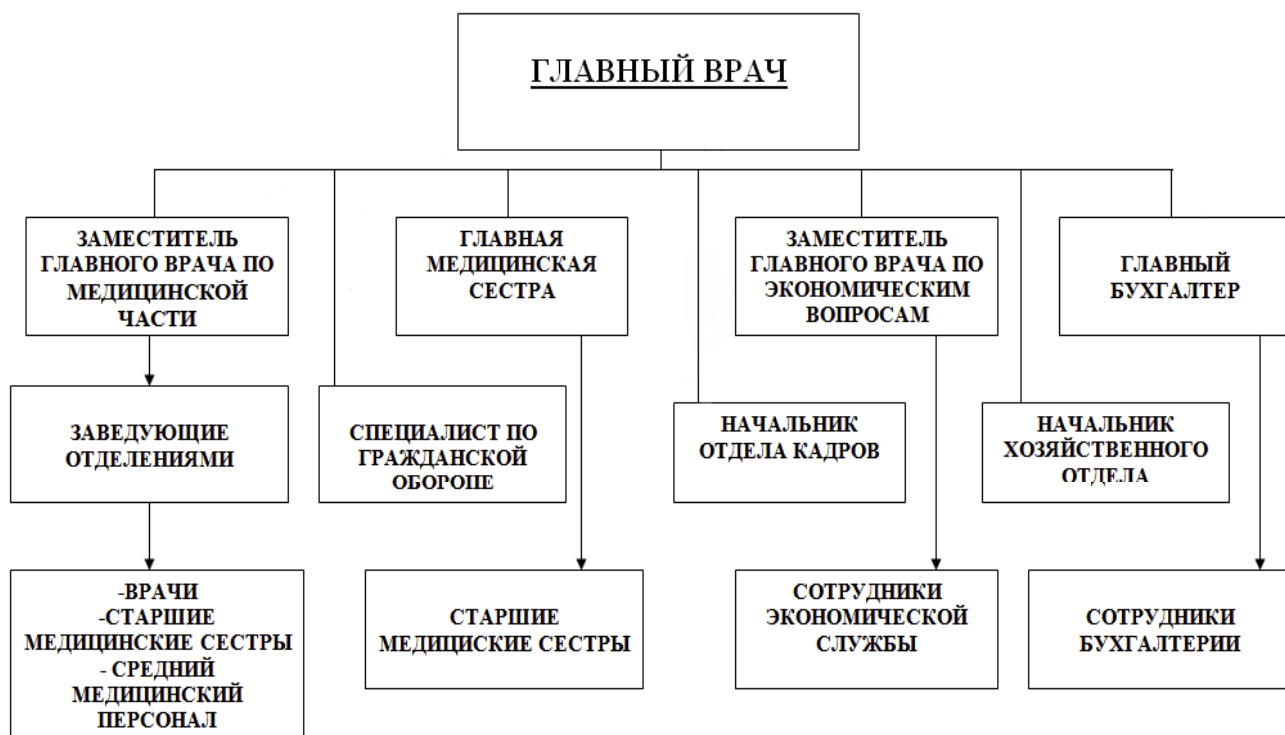 ГЛАВНЫЙ ВРАЧ
ЗАМЕСТИТЕЛЬ
ГЛАВНОГО ВРАЧА ПО
МЕДИЦИНСКОЙ
ЧАСТИ
ГЛАВНАЯ
МЕДИЦИНСКАЯ
СЕСТРА
ЗАМЕСТИТЕЛЬ
ГЛАВНОГО ВРАЧА ПО
ЭКОНОМИЧЕСКИМ
ВОПРОСАМ
ГЛАВНЫЙ
БУХГАЛТЕР
ЗАВЕДУЮЩИЕ
ОТДЕЛЕНИЯМИ
СПЕЦИАЛИСТ ПО
ГРАЖДАНСКОЙ
ОБОРОПЕ
НАЧАЛЬНИК
ОТДЕЛА КАДРОВ
НАЧАЛЬНИК
ХОЗЯЙСТВЕННОГО
ОТДЕЛА
-ВРАЧИ
-СТАРШИЕ
МЕДИЦИНСКИЕ СЕСТРЫ
- СРЕДНИЙ
МЕДИЦИНСКИЙ
ПЕРСОНАЛ
СТАРШИЕ
МЕДИЦИСКИЕ СЕСТРЫ
СОТРУДНИКИ
ЭКОНОМИЧЕСКОЙ
СЛУЖБЫ
СОТРУДНИКИ
БУХГАЛТЕРИИ